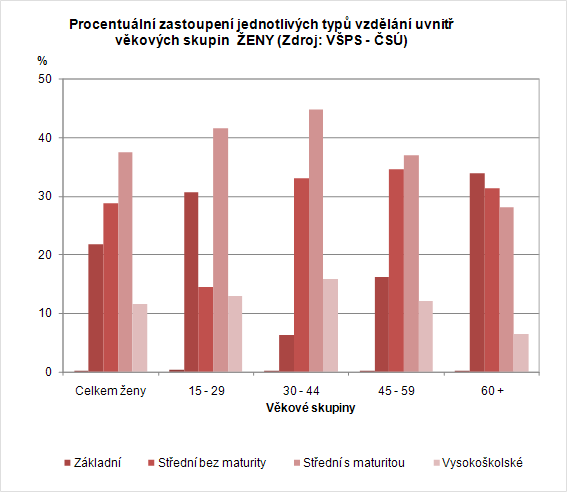 Procentuální zastoupení jednotlivých typů vzdělání uvnitř
věkových skupin ŽENY (Zdroj: VŠPS - ČSÚ)
%
50
40
30
20
10
0
Celkem ženy 15 - 29 30 - 44 45 - 59 60 +
Věkové skupiny
Základní Střední bez maturity Střední s maturitou Vysokoškolské